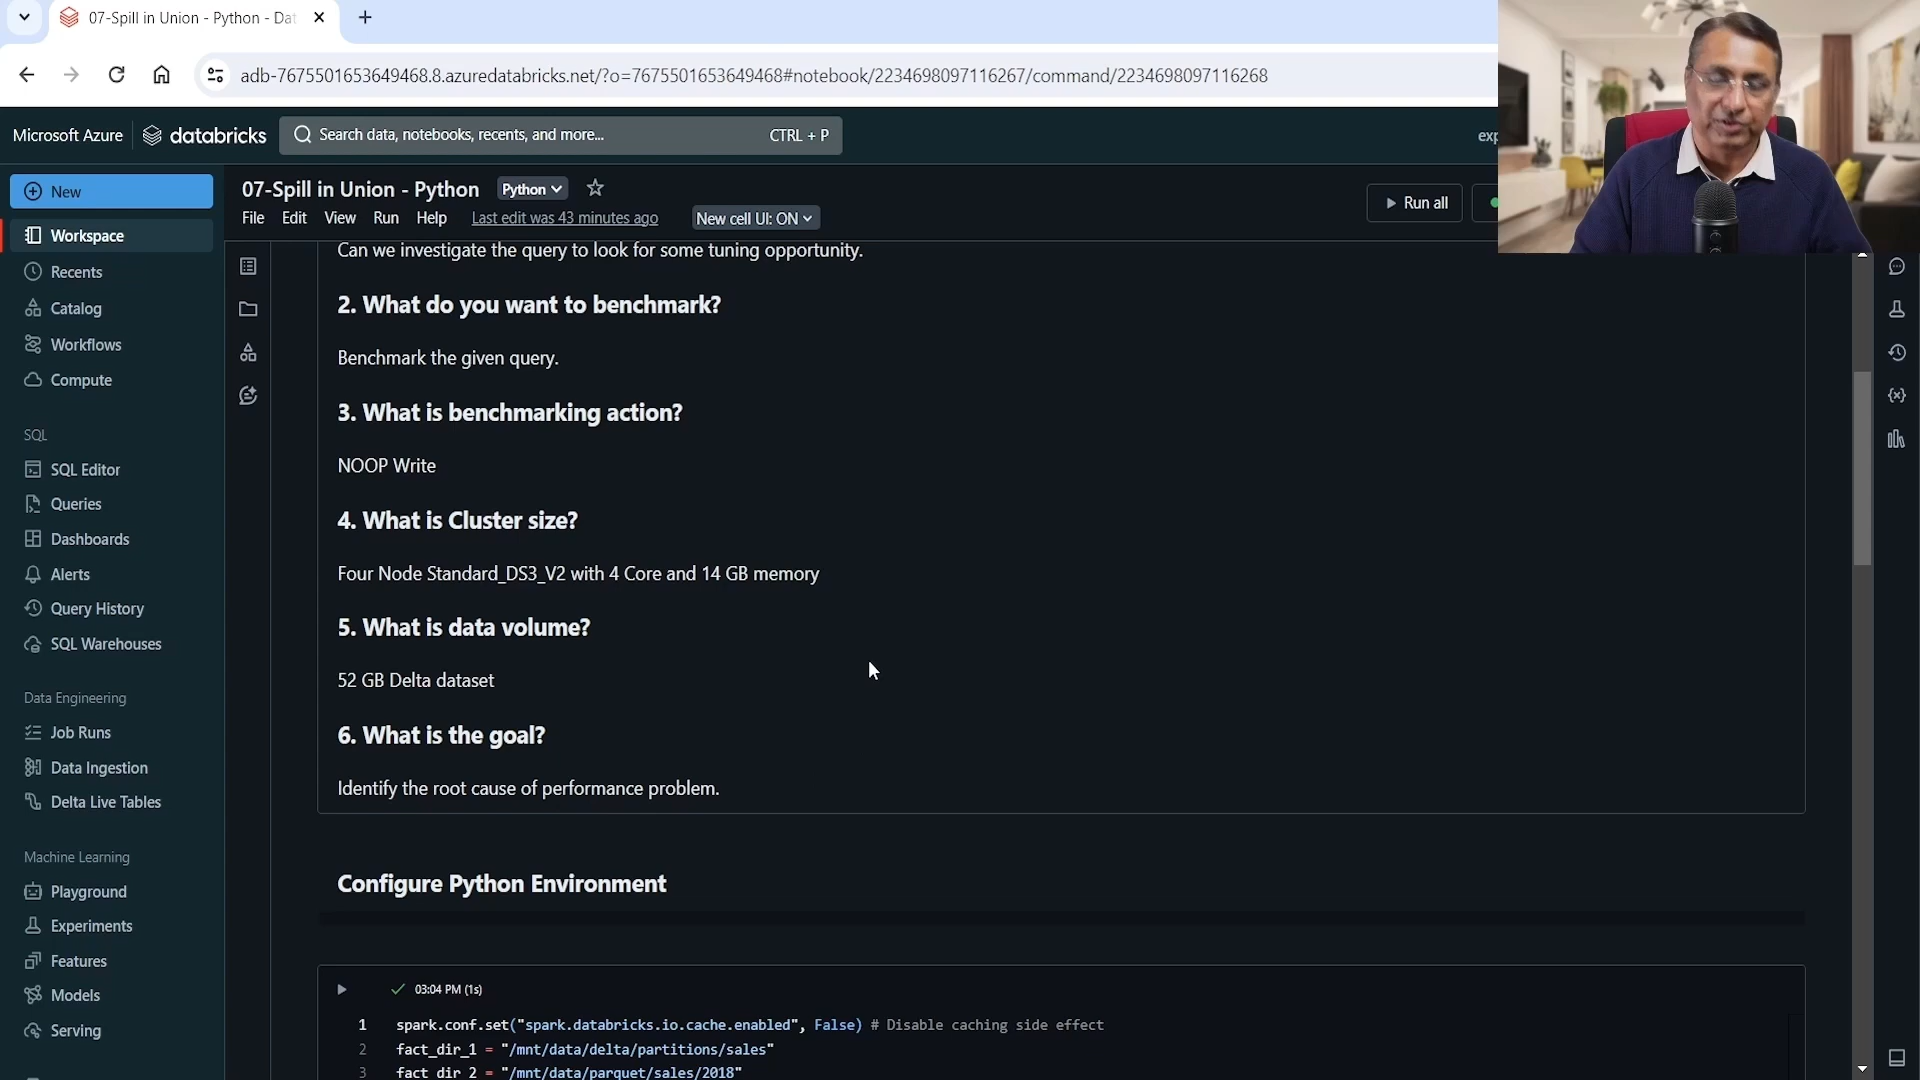 07-Spill in Union - Python - Dat
adb-7675501653649468.8.azuredatabricks.net/?o=7675501653649468#notebook/2234698097116267/command/2234698097116268
Microsoft Azure
databricks
Search data, notebooks, recents, and more...
CTRL + P
exp
New
Workspace
Recents
Catalog
Workflows
Compute
SQL
SQL Editor
Queries
Dashboards
Alerts
Query History
SQL Warehouses
Data Engineering
Job Runs
Data Ingestion
Delta Live Tables
Machine Learning
Playground
Experiments
Features
Models
Serving
07-Spill in Union - Python
Python
File Edit View Run Help Last edit was 43 minutes ago New cell UI: ON
Run all
Can we investigate the query to look for some tuning opportunity.
2. What do you want to benchmark?
Benchmark the given query.
3. What is benchmarking action?
NOOP Write
4. What is Cluster size?
Four Node Standard_DS3_V2 with 4 Core and 14 GB memory
5. What is data volume?
52 GB Delta dataset
6. What is the goal?
Identify the root cause of performance problem.
Configure Python Environment
03:04 PM (1s)
1 spark.conf.set("spark.databricks.io.cache.enabled", False) # Disable caching side effect
2 fact_dir_1 = "/mnt/data/delta/partitions/sales"
3 fact_dir_2 = "/mnt/data/parquet/sales/2018"